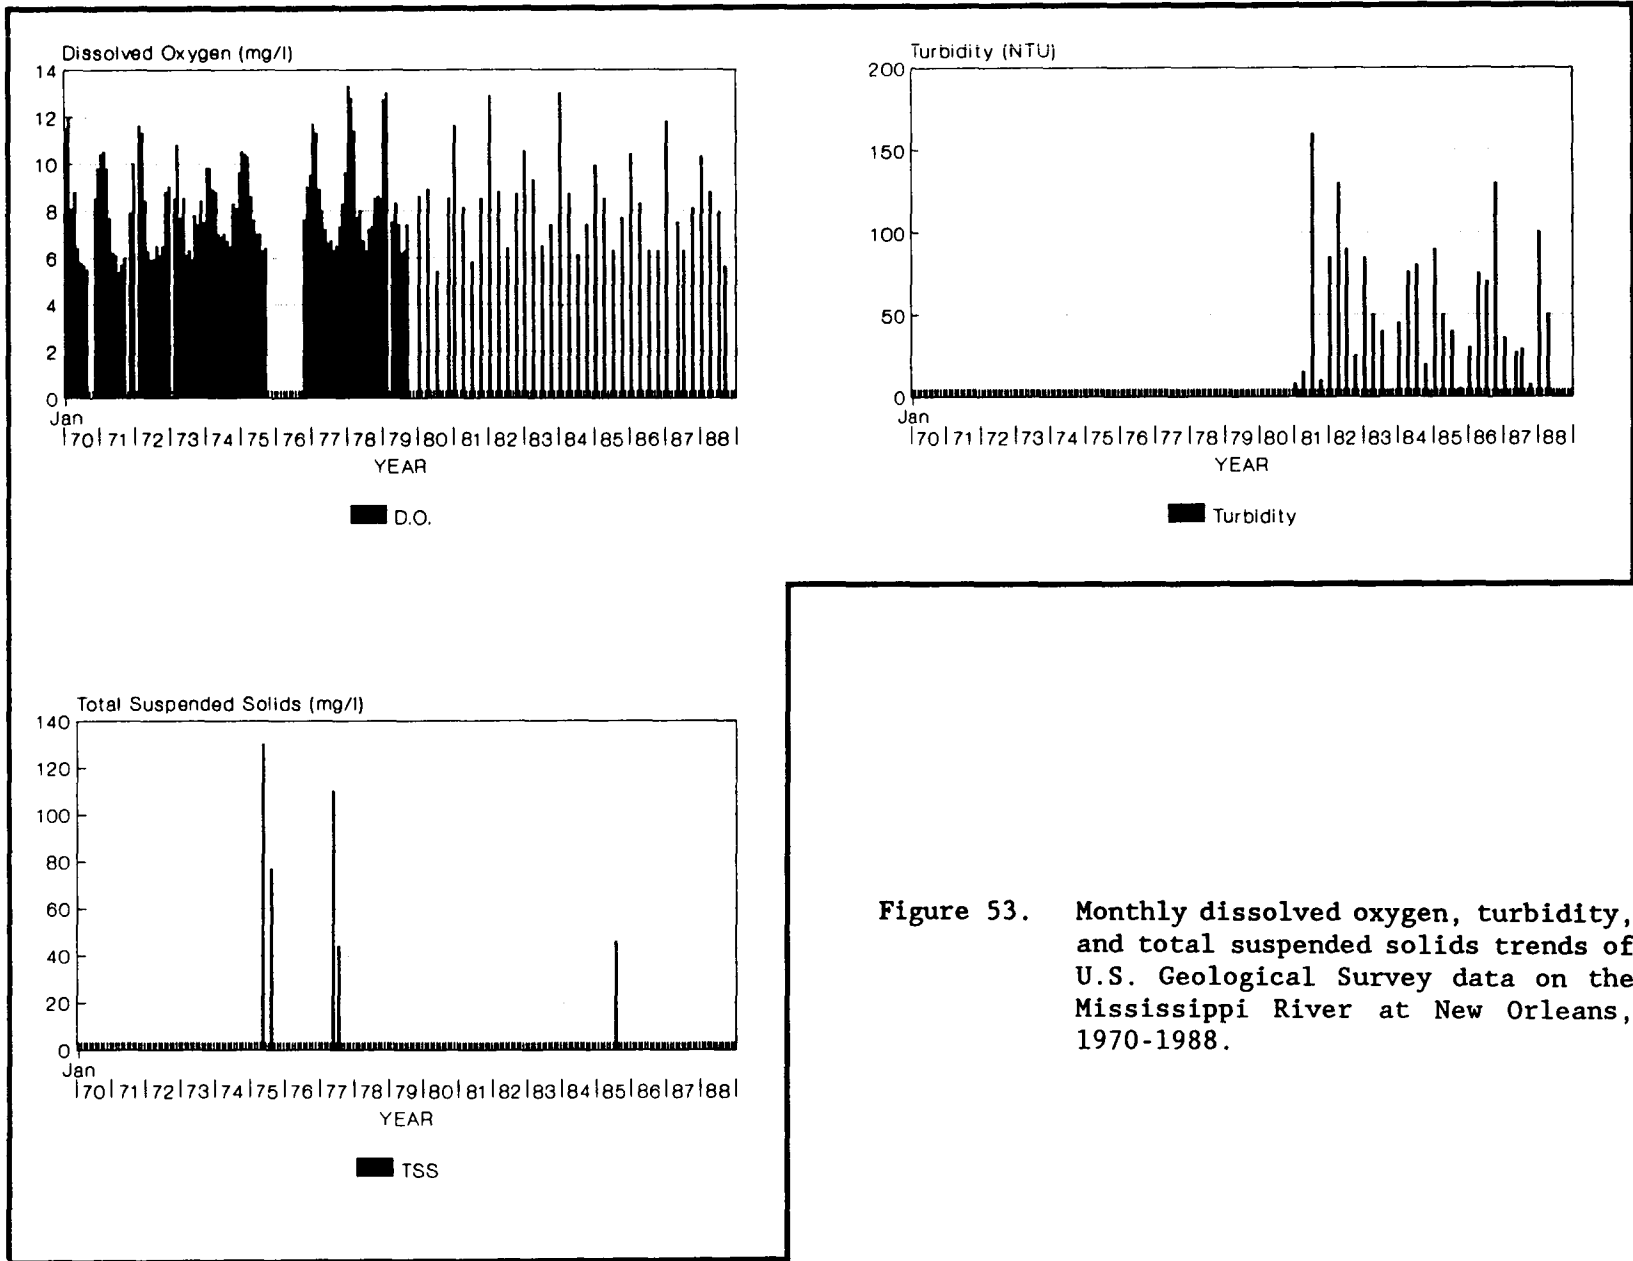 Dissolved Oxygen (mg/l)
14
12
10
8
6
4
2
0
Jan
|70|71|72|73|74|75|76|77|78|79|80|81|82|83|84|85|86|87|88|
YEAR
D.O.
Turbidity (NTU)
200
150
100
50
0
Jan
|70|71|72|73|74|75|76|77|78|79|80|81|82|83|84|85|86|87|88|
YEAR
Turbidity
Total Suspended Solids (mg/l)
140
120
100
80
60
40
20
0
Jan
|70|71|72|73|74|75|76|77|78|79|80|81|82|83|84|85|86|87|88|
YEAR
TSS
Figure 53. Monthly dissolved oxygen, turbidity,
and total suspended solids trends of
U.S. Geological Survey data on the
Mississippi River at New Orleans,
1970-1988.